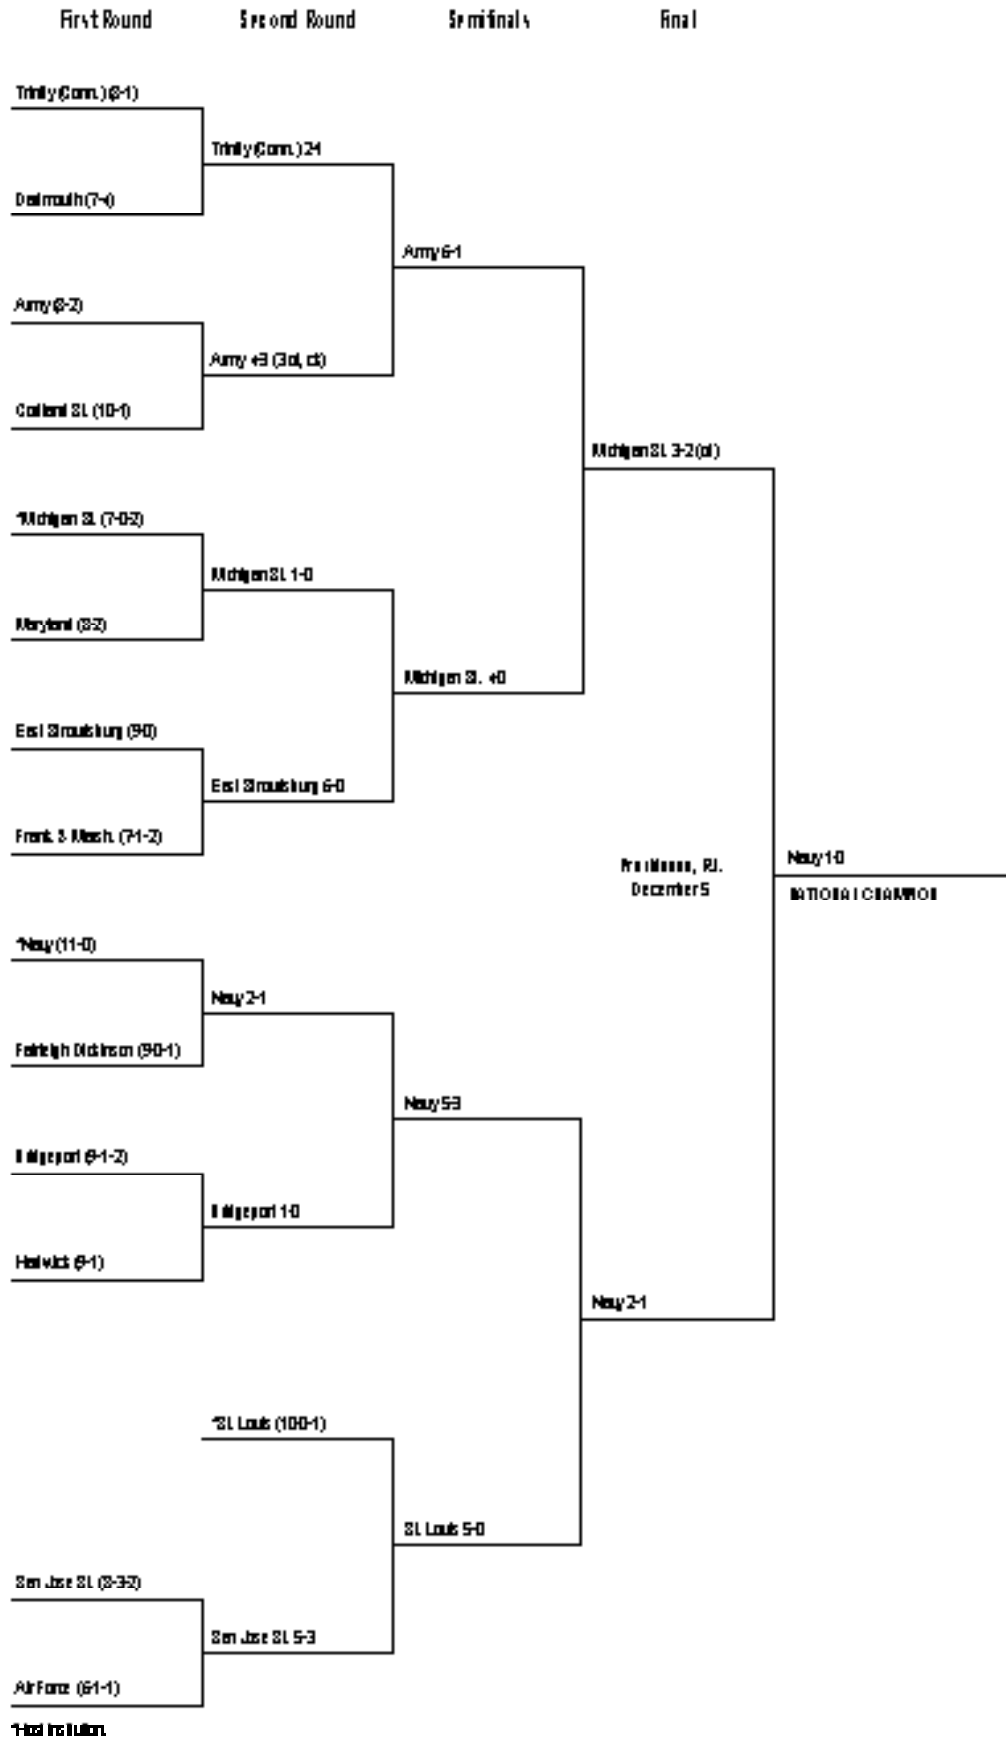 First Round Second Round Semifinals Final
Trinity (Conn.) (8-1)
Trinity (Conn.) 2-1
Dartmouth (7-4)
Army 6-1
Army (8-2)
Army 4-3 (3ot, ck)
Cortland St. (10-1)
Michigan St. 3-2 (ot)
*Michigan St. (7-0-2)
Michigan St. 1-0
Maryland (8-2)
Michigan St. 4-0
East Stroudsburg (9-0)
East Stroudsburg 6-0
Frank. & Marsh. (7-1-2)
Navy 1-0
Providence, R.I.
December 5
NATIONAL CHAMPION
*Navy (11-0)
Navy 2-1
Fairleigh Dickinson (9-0-1)
Navy 5-3
Bridgeport (9-1-2)
Bridgeport 1-0
Hartwick (9-1)
Navy 2-1
*St. Louis (10-0-1)
St. Louis 5-0
San Jose St. (8-3-2)
San Jose St. 5-3
Air Force (6-1-1)
*Host institution.